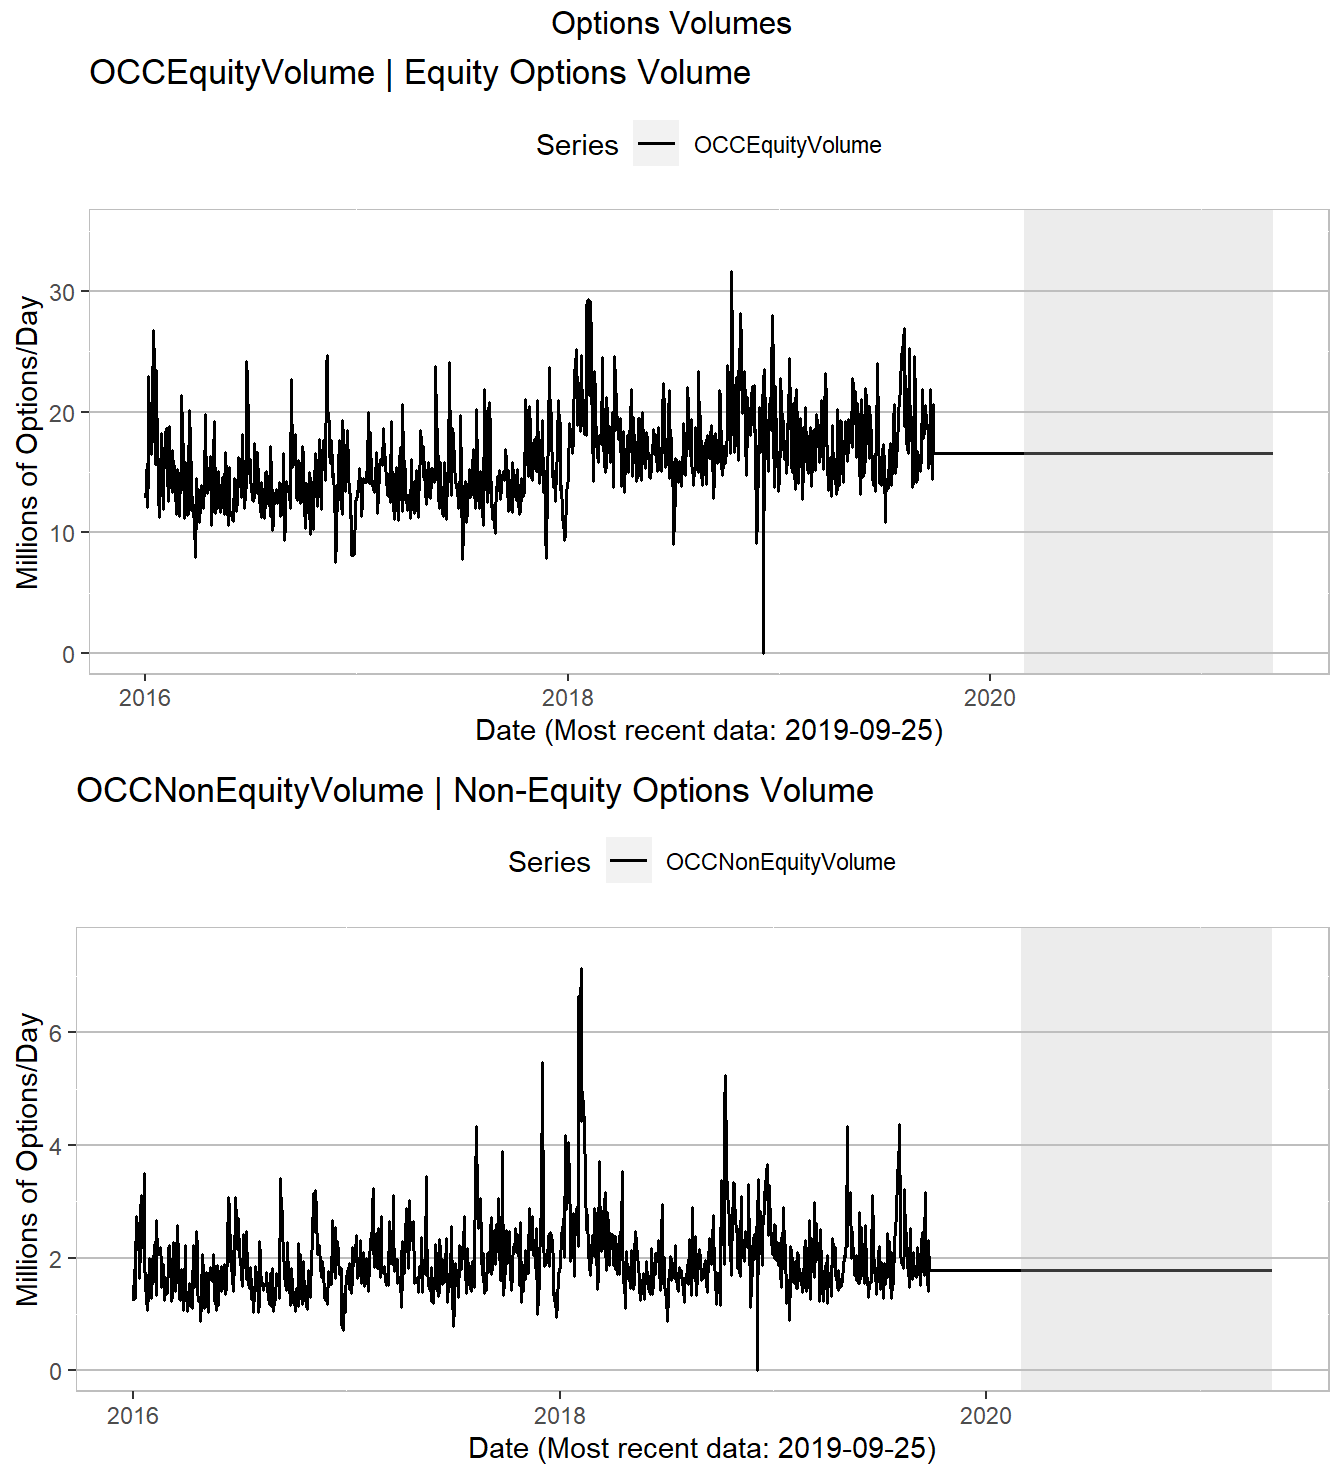 Options Volumes
OCCEquityVolume | Equity Options Volume
Series OCCEquityVolume
Millions of Options/Day
30
20
10
0
2016 2018 2020
Date (Most recent data: 2019-09-25)
OCCNonEquityVolume | Non-Equity Options Volume
Series OCCNonEquityVolume
Millions of Options/Day
6
4
2
0
2016 2018 2020
Date (Most recent data: 2019-09-25)